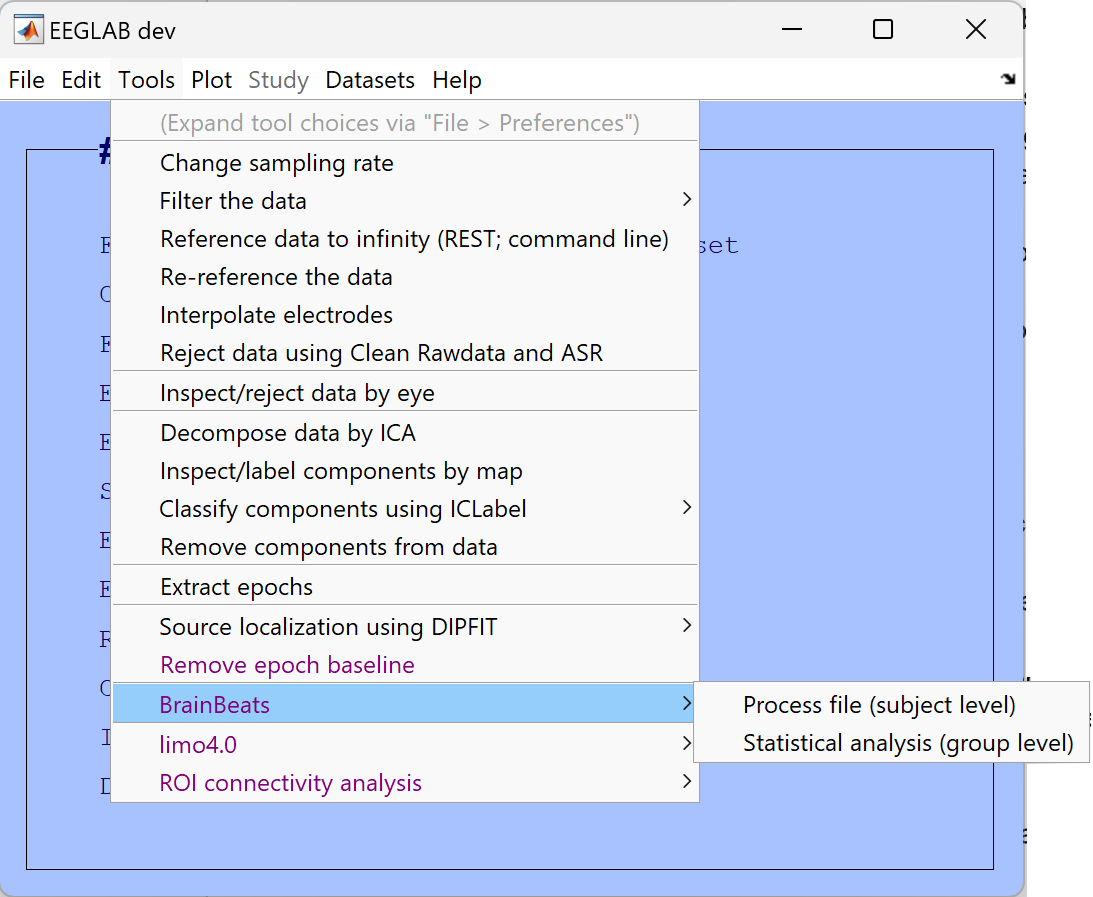 EEGLAB dev
File Edit Tools Plot Study Datasets Help
(Expand tool choices via "File > Preferences")
#
Change sampling rate
Filter the data
Reference data to infinity (REST; command line)
set
Re-reference the data
Interpolate electrodes
Reject data using Clean Rawdata and ASR
Inspect/reject data by eye
Decompose data by ICA
Inspect/label components by map
Classify components using ICLabel
Remove components from data
Extract epochs
Source localization using DIPFIT
Remove epoch baseline
BrainBeats
Process file (subject level)
limo4.0
Statistical analysis (group level)
ROI connectivity analysis